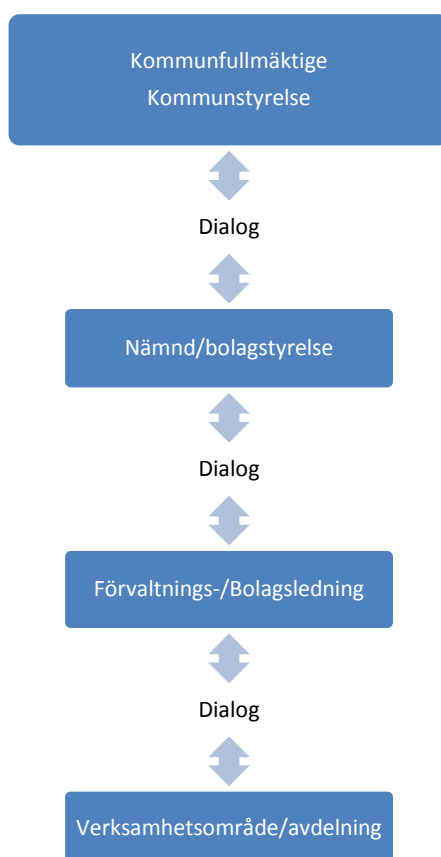 Kommunfullmäktige
Kommunstyrelse
Dialog
Nämnd/bolagstyrelse
Dialog
Förvaltnings-/Bolagsledning
Dialog
Verksamhetsområde/avdelning